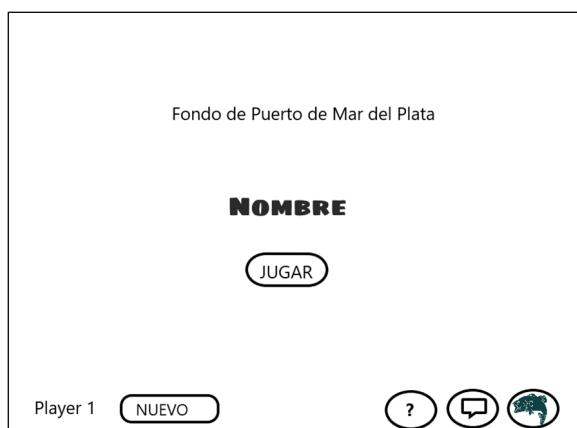 Fondo de Puerto de Mar del Plata
NOMBRE
JUGAR
Player 1 NUEVO ?